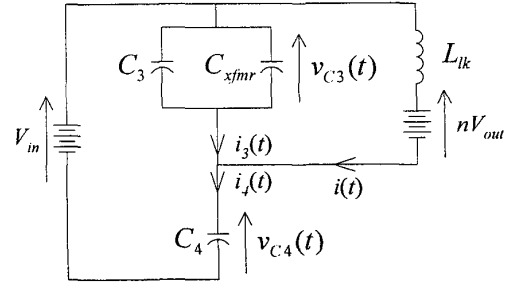 C3 Cxfmr vC3(t) Llk
Vin nVout
i3(t)
i4(t) i(t)
C4 vC4(t)